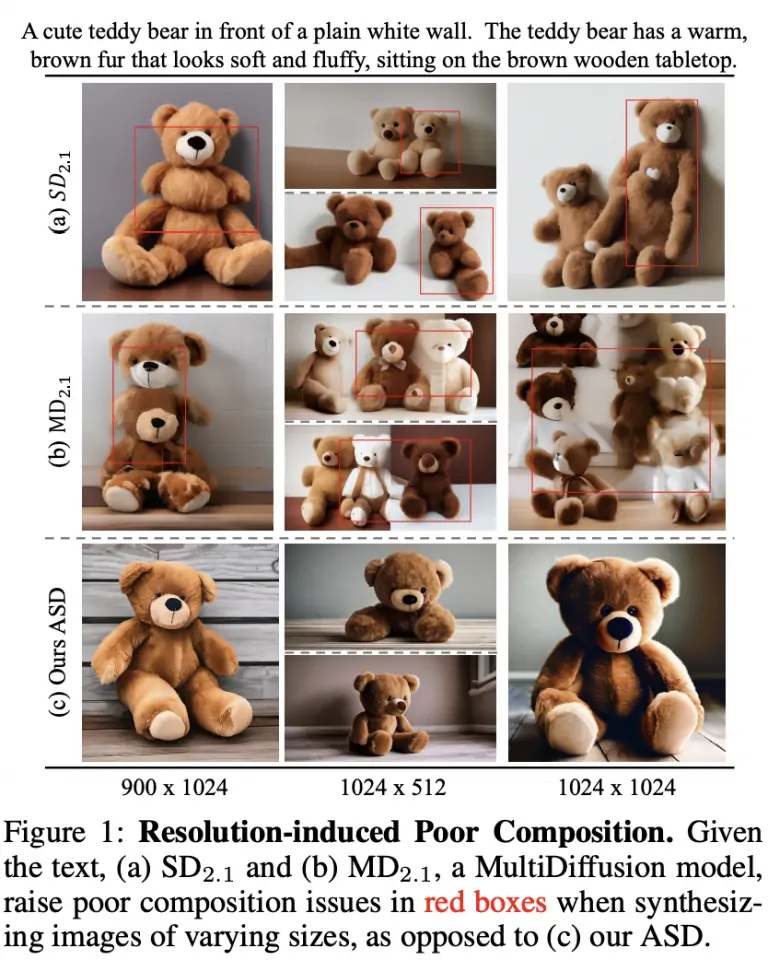 A cute teddy bear in front of a plain white wall. The teddy bear has a warm,
brown fur that looks soft and fluffy, sitting on the brown wooden tabletop.
(a) SD2.1
(b) MD2.1
(c) Ours ASD
900 x 1024
1024 x 512
1024 x 1024
Figure 1: Resolution-induced Poor Composition. Given
the text, (a) SD2.1 and (b) MD2.1, a MultiDiffusion model,
raise poor composition issues in red boxes when synthesiz-
ing images of varying sizes, as opposed to (c) our ASD.